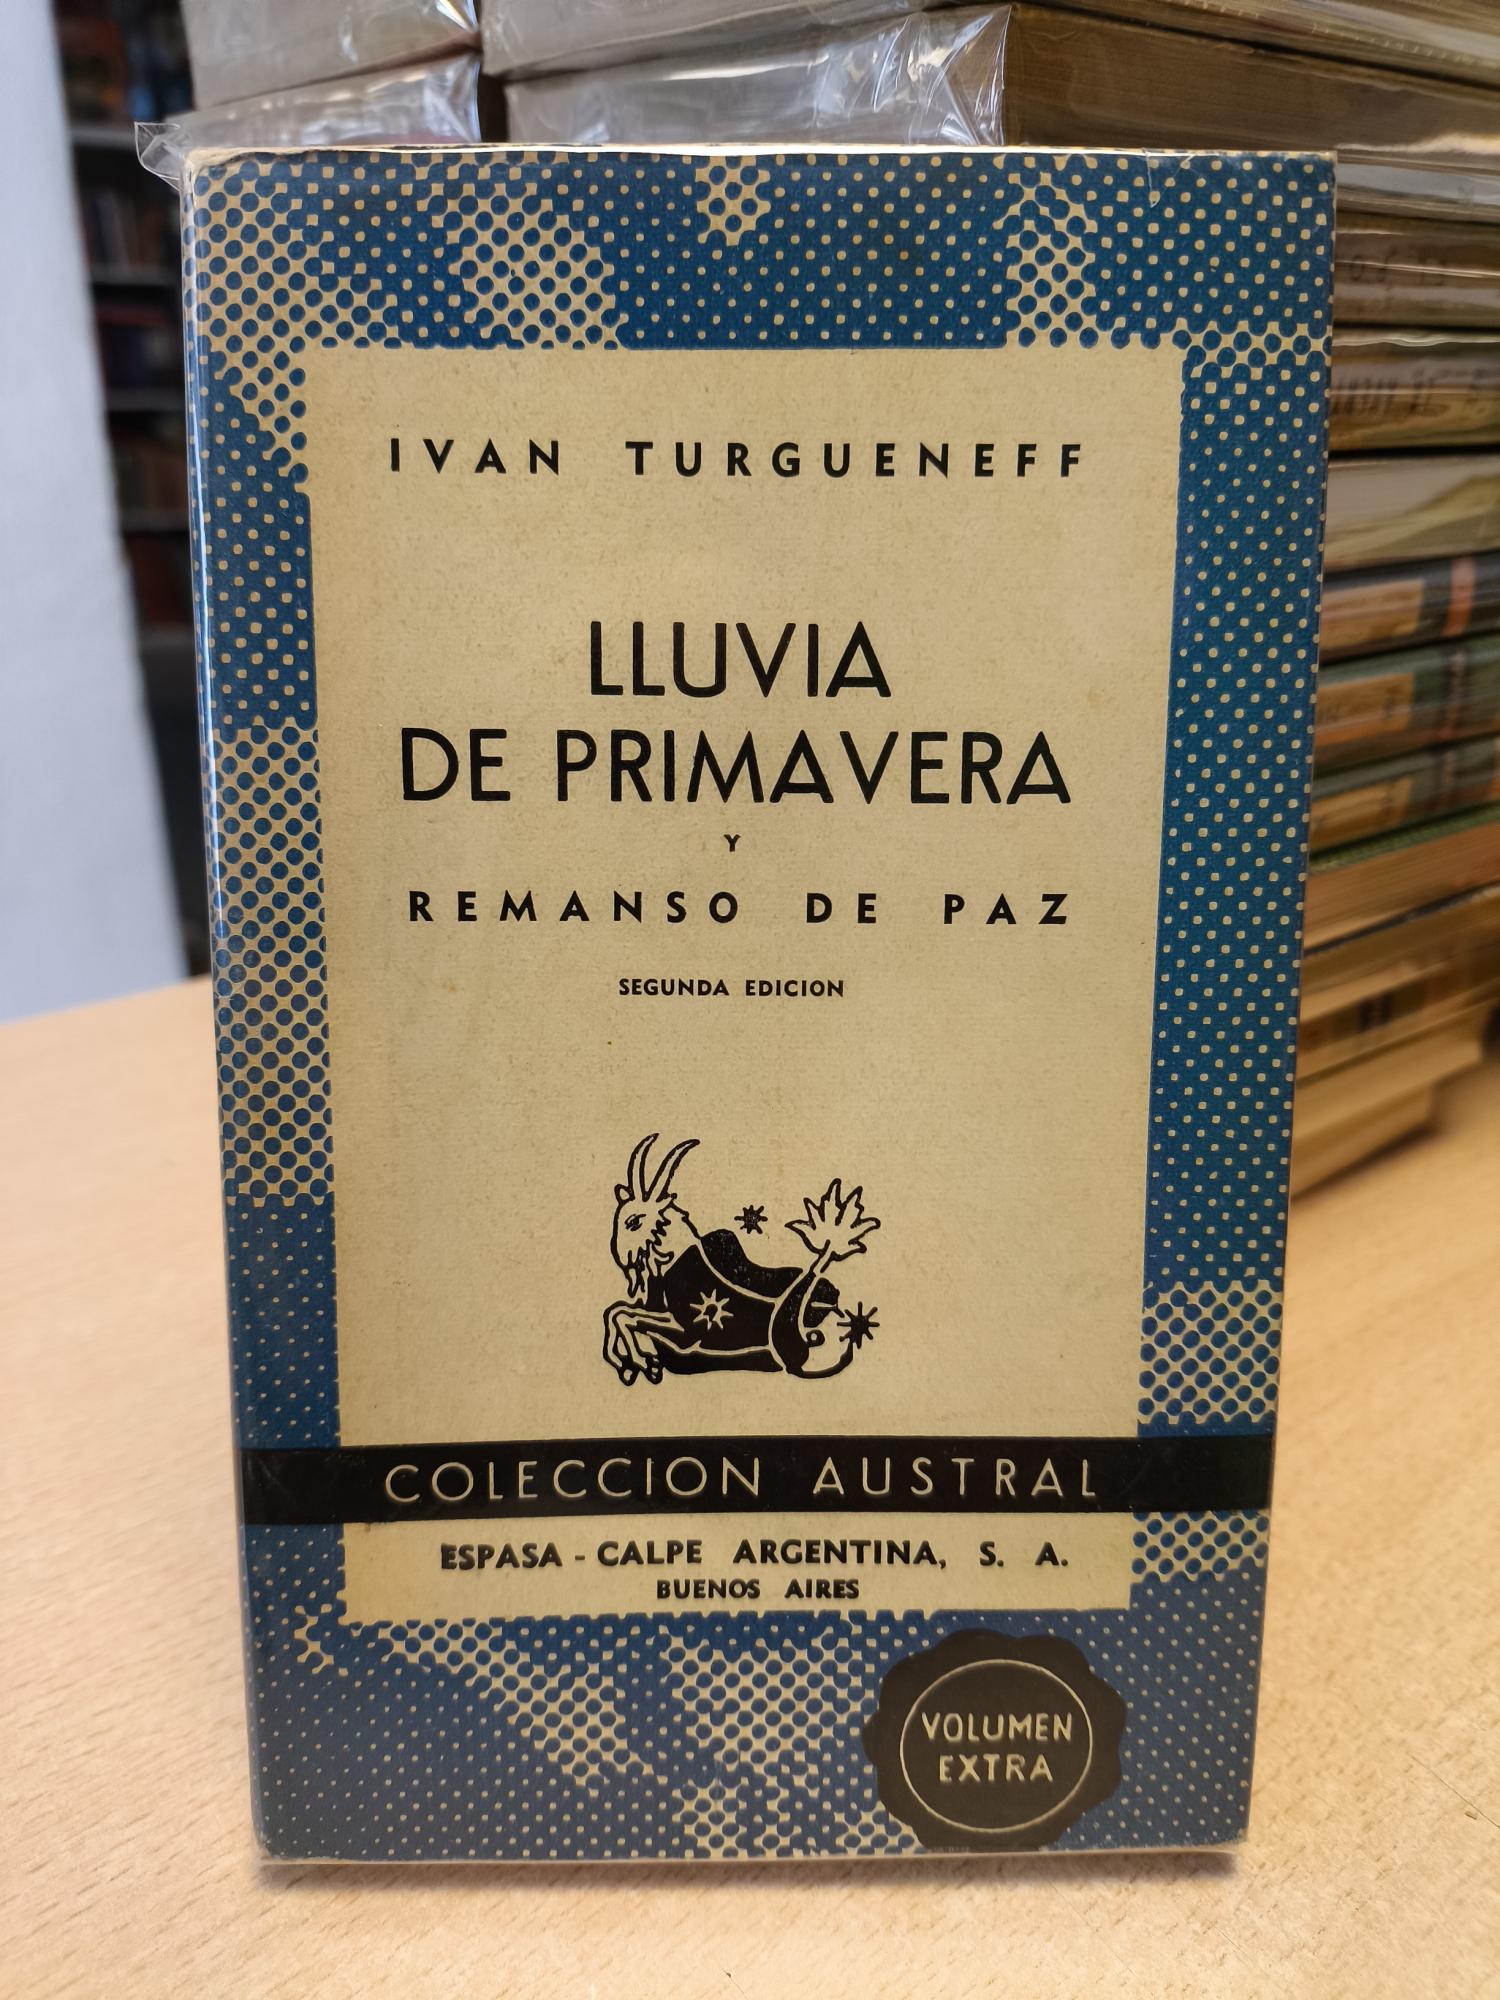 IVAN TURGUENEFF
LLUVIA
DE PRIMAVERA
Y
REMANSO DE PAZ
SEGUNDA EDICION
COLECCION AUSTRAL
ESPASA - CALPE ARGENTINA, S. A.
BUENOS AIRES
VOLUMEN
EXTRA